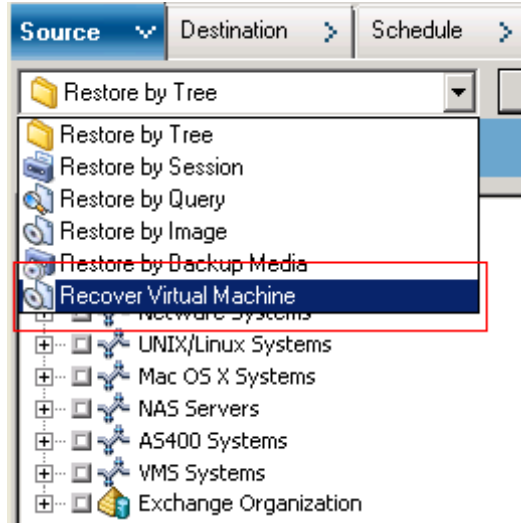 Source Destination Schedule
Restore by Tree
Restore by Tree
Restore by Session
Restore by Query
Restore by Image
Restore by Backup Media
Recover Virtual Machine
Netware Systems
UNIX/Linux Systems
Mac OS X Systems
NAS Servers
AS400 Systems
VMS Systems
Exchange Organization